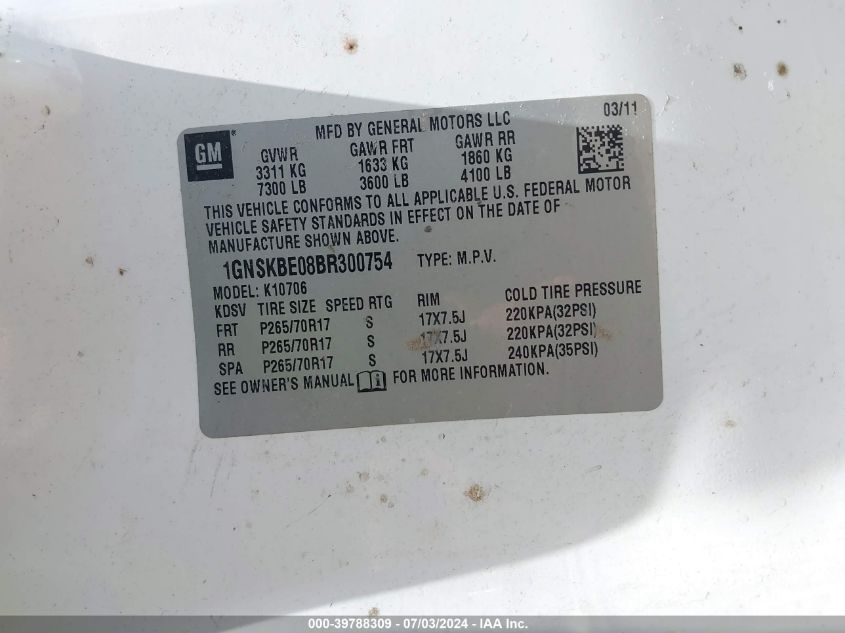 MFD BY GENERAL MOTORS LLC 03/11
GM
GVWR GAWR FRT GAWR RR
3311 KG 1633 KG 1860 KG
7300 LB 3600 LB 4100 LB
THIS VEHICLE CONFORMS TO ALL APPLICABLE U.S. FEDERAL MOTOR
VEHICLE SAFETY STANDARDS IN EFFECT ON THE DATE OF
MANUFACTURE SHOWN ABOVE.
1GNSKBE08BR300754 TYPE: M.P.V.
MODEL: K10706
KDSV TIRE SIZE SPEED RTG RIM COLD TIRE PRESSURE
FRT P265/70R17 S 17X7.5J 220KPA(32PSI)
RR P265/70R17 S 17X7.5J 220KPA(32PSI)
SPA P265/70R17 S 17X7.5J 240KPA(35PSI)
SEE OWNER'S MANUAL FOR MORE INFORMATION.
000-39788309 - 07/03/2024 - IAA Inc.